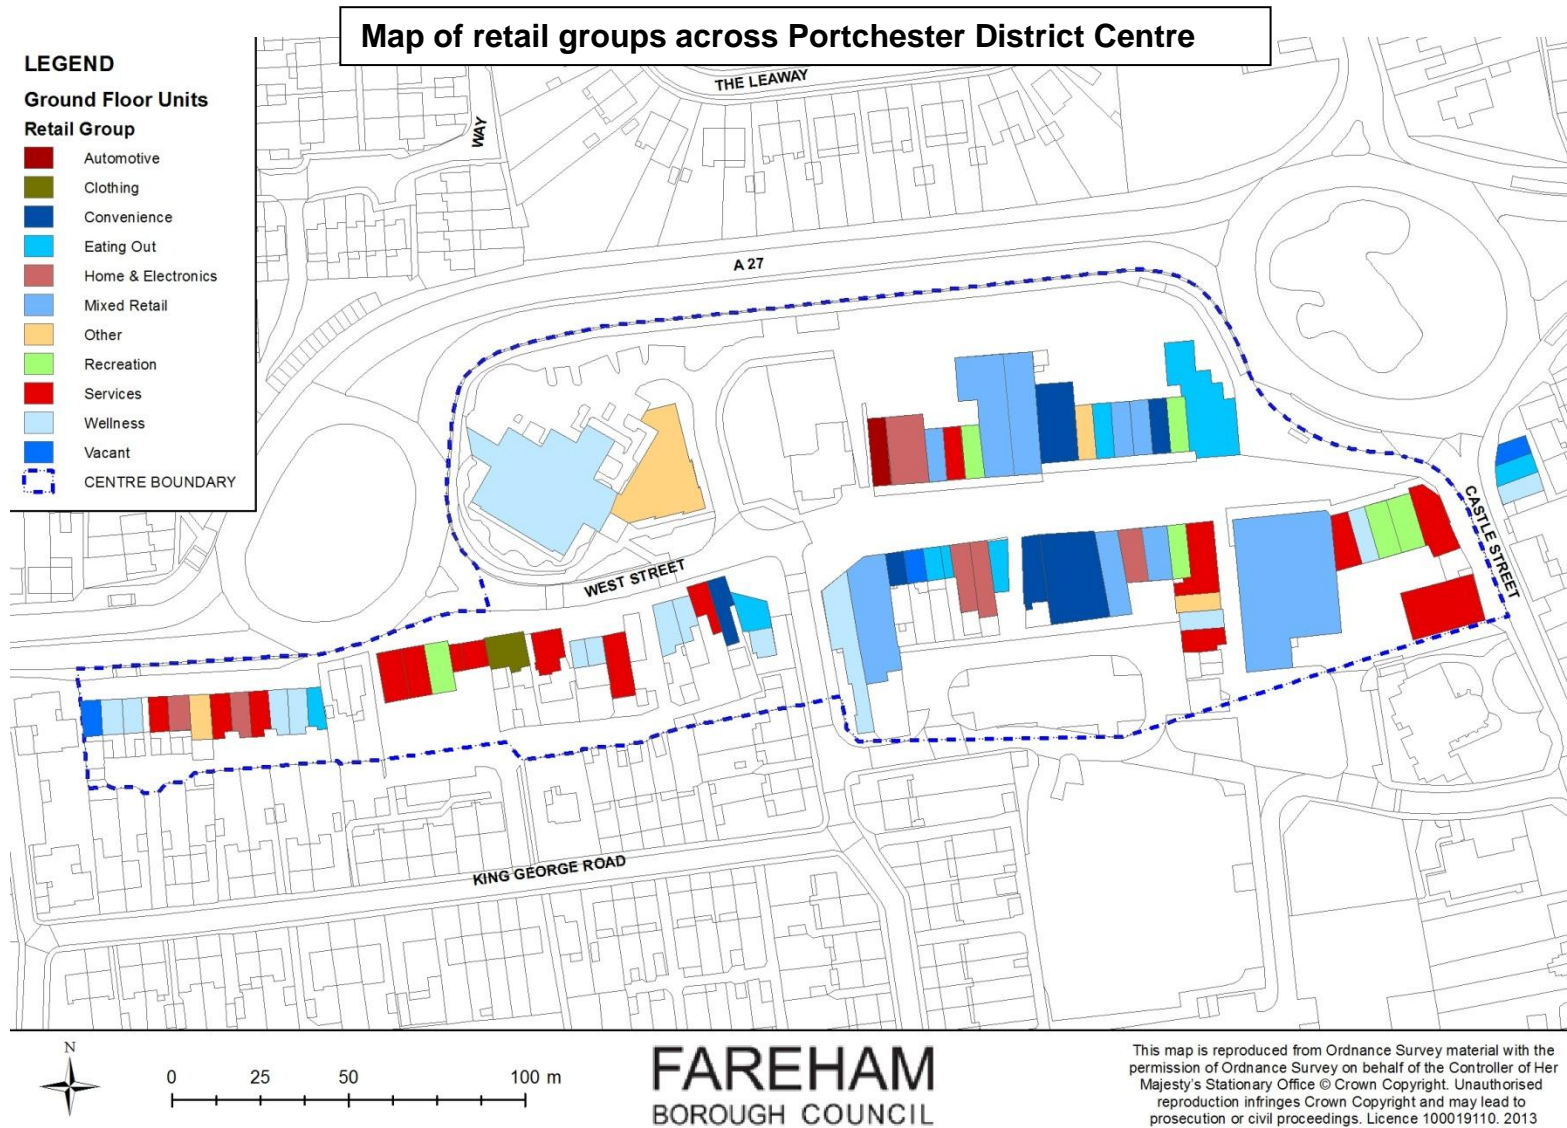 Map of retail groups across Portchester District Centre
LEGEND
Ground Floor Units
Retail Group
Automotive
Clothing
Convenience
Eating Out
Home & Electronics
Mixed Retail
Other
Recreation
Services
Wellness
Vacant
CENTRE BOUNDARY
THE LEAWAY
WAY
A 27
WEST STREET
CASTLE STREET
KING GEORGE ROAD
N
0 25 50 100 m
FAREHAM
BOROUGH COUNCIL
This map is reproduced from Ordnance Survey material with the
permission of Ordnance Survey on behalf of the Controller of Her
Majesty's Stationary Office © Crown Copyright. Unauthorised
reproduction infringes Crown Copyright and may lead to
prosecution or civil proceedings. Licence 100019110. 2013